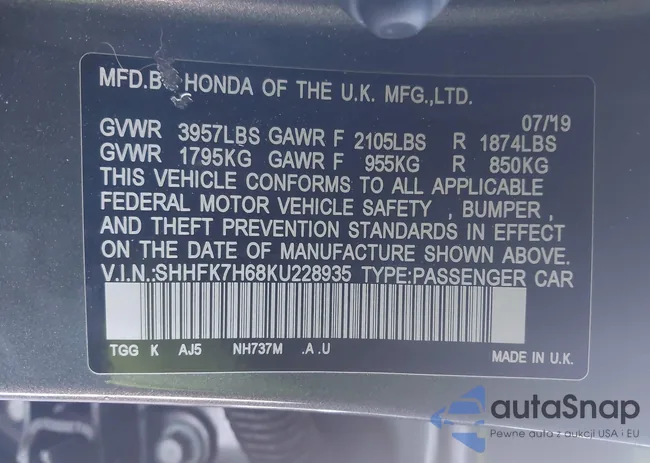 MFD.B HONDA OF THE U.K. MFG.,LTD.
07/19
GVWR 3957LBS GAWR F 2105LBS R 1874LBS
GVWR 1795KG GAWR F 955KG R 850KG
THIS VEHICLE CONFORMS TO ALL APPLICABLE
FEDERAL MOTOR VEHICLE SAFETY , BUMPER ,
AND THEFT PREVENTION STANDARDS IN EFFECT
ON THE DATE OF MANUFACTURE SHOWN ABOVE.
V.I.N.:SHHFK7H68KU228935 TYPE:PASSENGER CAR
TGG K AJ5 NH737M .A .U
MADE IN U.K.
autaSnap
Pewne auta z aukcji USA i EU